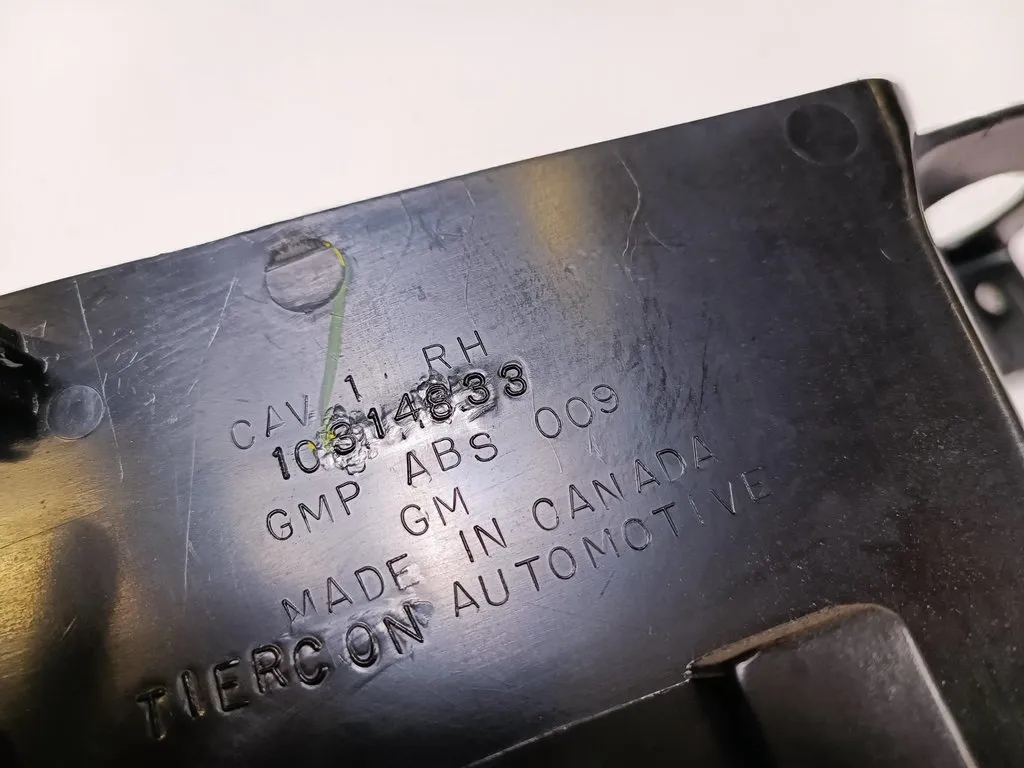 CAV 1 RH
10314833
GMP ABS 009
GM
MADE IN CANADA
TIERCON AUTOMOTIVE